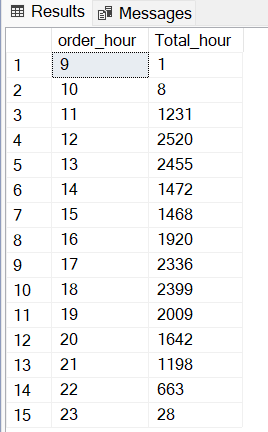 Results Messages
order_hour Total_hour
1 9 1
2 10 8
3 11 1231
4 12 2520
5 13 2455
6 14 1472
7 15 1468
8 16 1920
9 17 2336
10 18 2399
11 19 2009
12 20 1642
13 21 1198
14 22 663
15 23 28